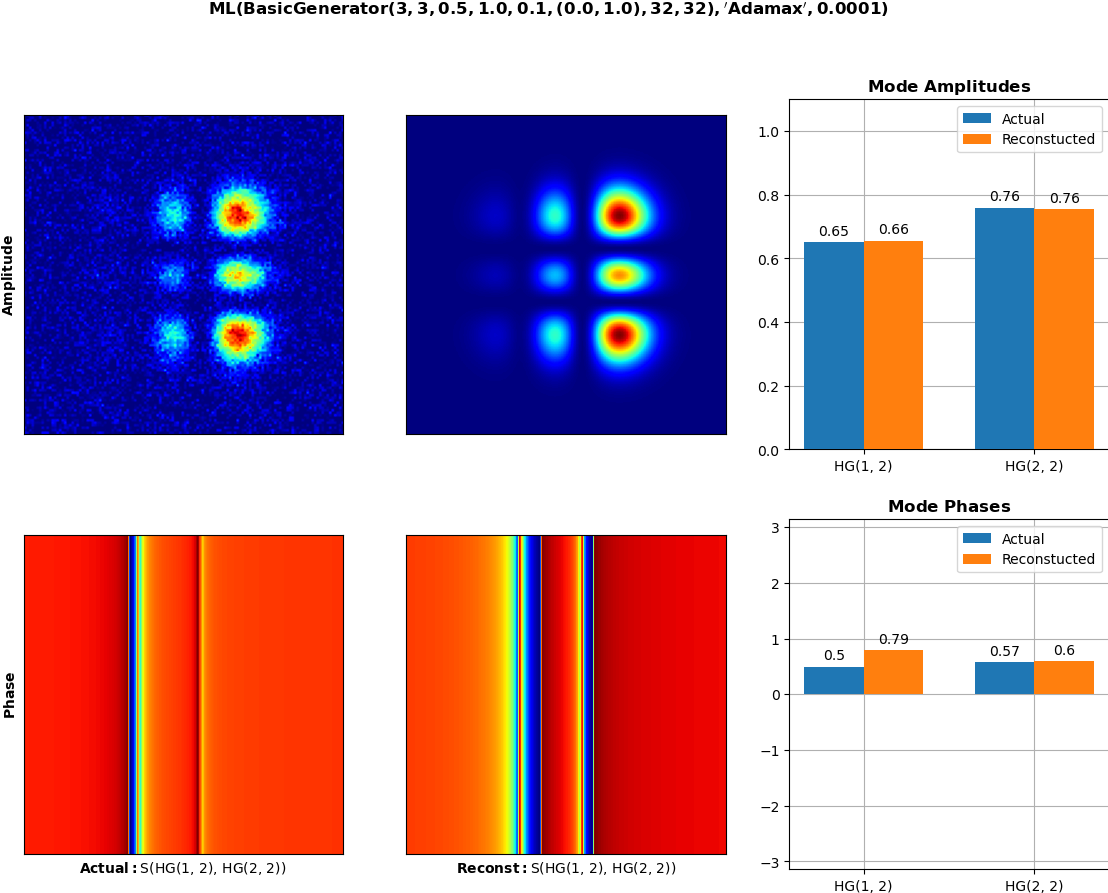 ML(BasicGenerator(3, 3, 0.5, 1.0, 0.1, (0.0, 1.0), 32, 32), ′Adamax′, 0.0001)
Amplitude
Mode Amplitudes
Actual
Reconstucted
1.0
0.8
0.6
0.4
0.2
0.0
0.65
0.66
0.76
0.76
HG(1, 2)
HG(2, 2)
Phase
Actual: S(HG(1, 2), HG(2, 2))
Reconst: S(HG(1, 2), HG(2, 2))
Mode Phases
Actual
Reconstucted
3
2
1
0
−1
−2
−3
0.5
0.79
0.57
0.6
HG(1, 2)
HG(2, 2)